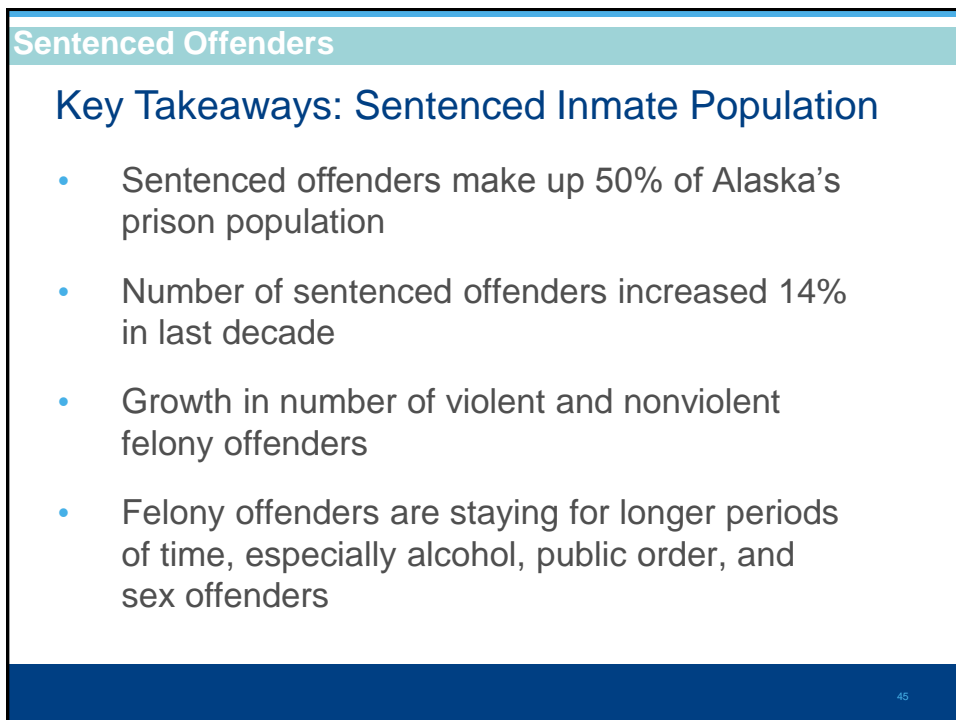 Sentenced Offenders
Key Takeaways: Sentenced Inmate Population
• Sentenced offenders make up 50% of Alaska’s
prison population
• Number of sentenced offenders increased 14%
in last decade
• Growth in number of violent and nonviolent
felony offenders
• Felony offenders are staying for longer periods
of time, especially alcohol, public order, and
sex offenders
45